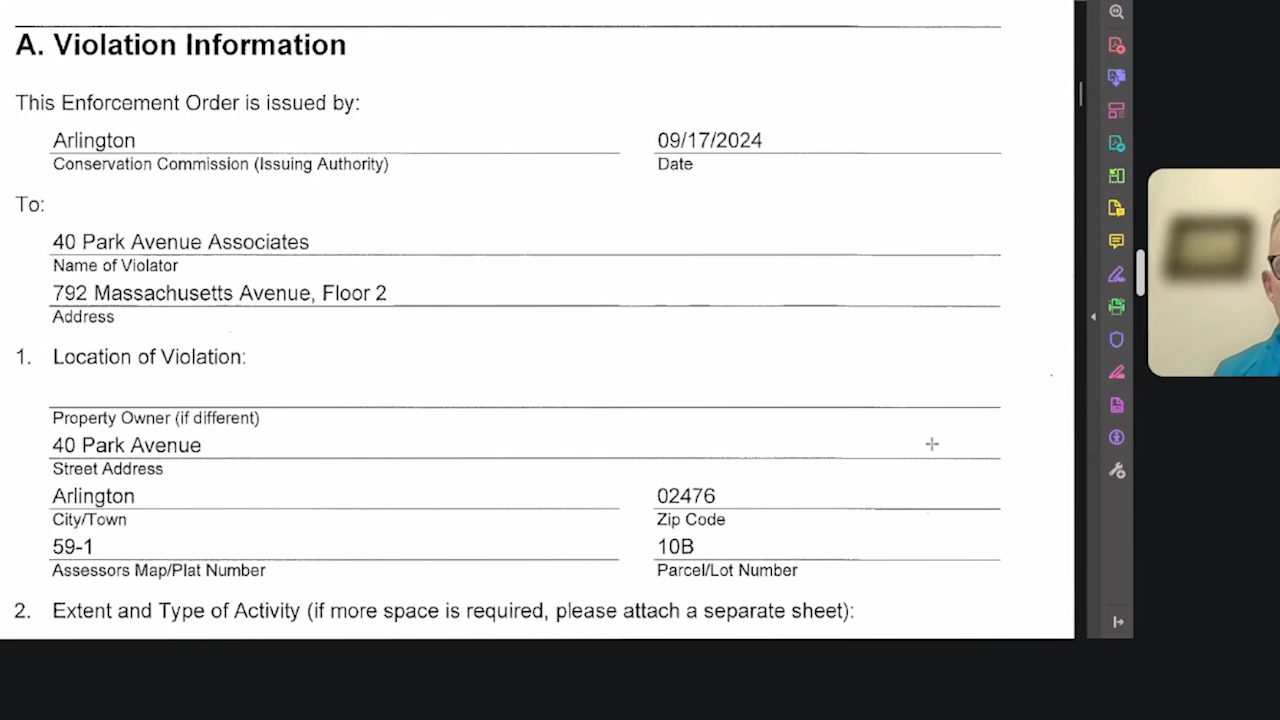 A. Violation Information
This Enforcement Order is issued by:
Arlington 09/17/2024
Conservation Commission (Issuing Authority) Date
To:
40 Park Avenue Associates
Name of Violator
792 Massachusetts Avenue, Floor 2
Address
1. Location of Violation:
Property Owner (if different)
40 Park Avenue
Street Address
Arlington 02476
City/Town Zip Code
59-1 10B
Assessors Map/Plat Number Parcel/Lot Number
2. Extent and Type of Activity (if more space is required, please attach a separate sheet):